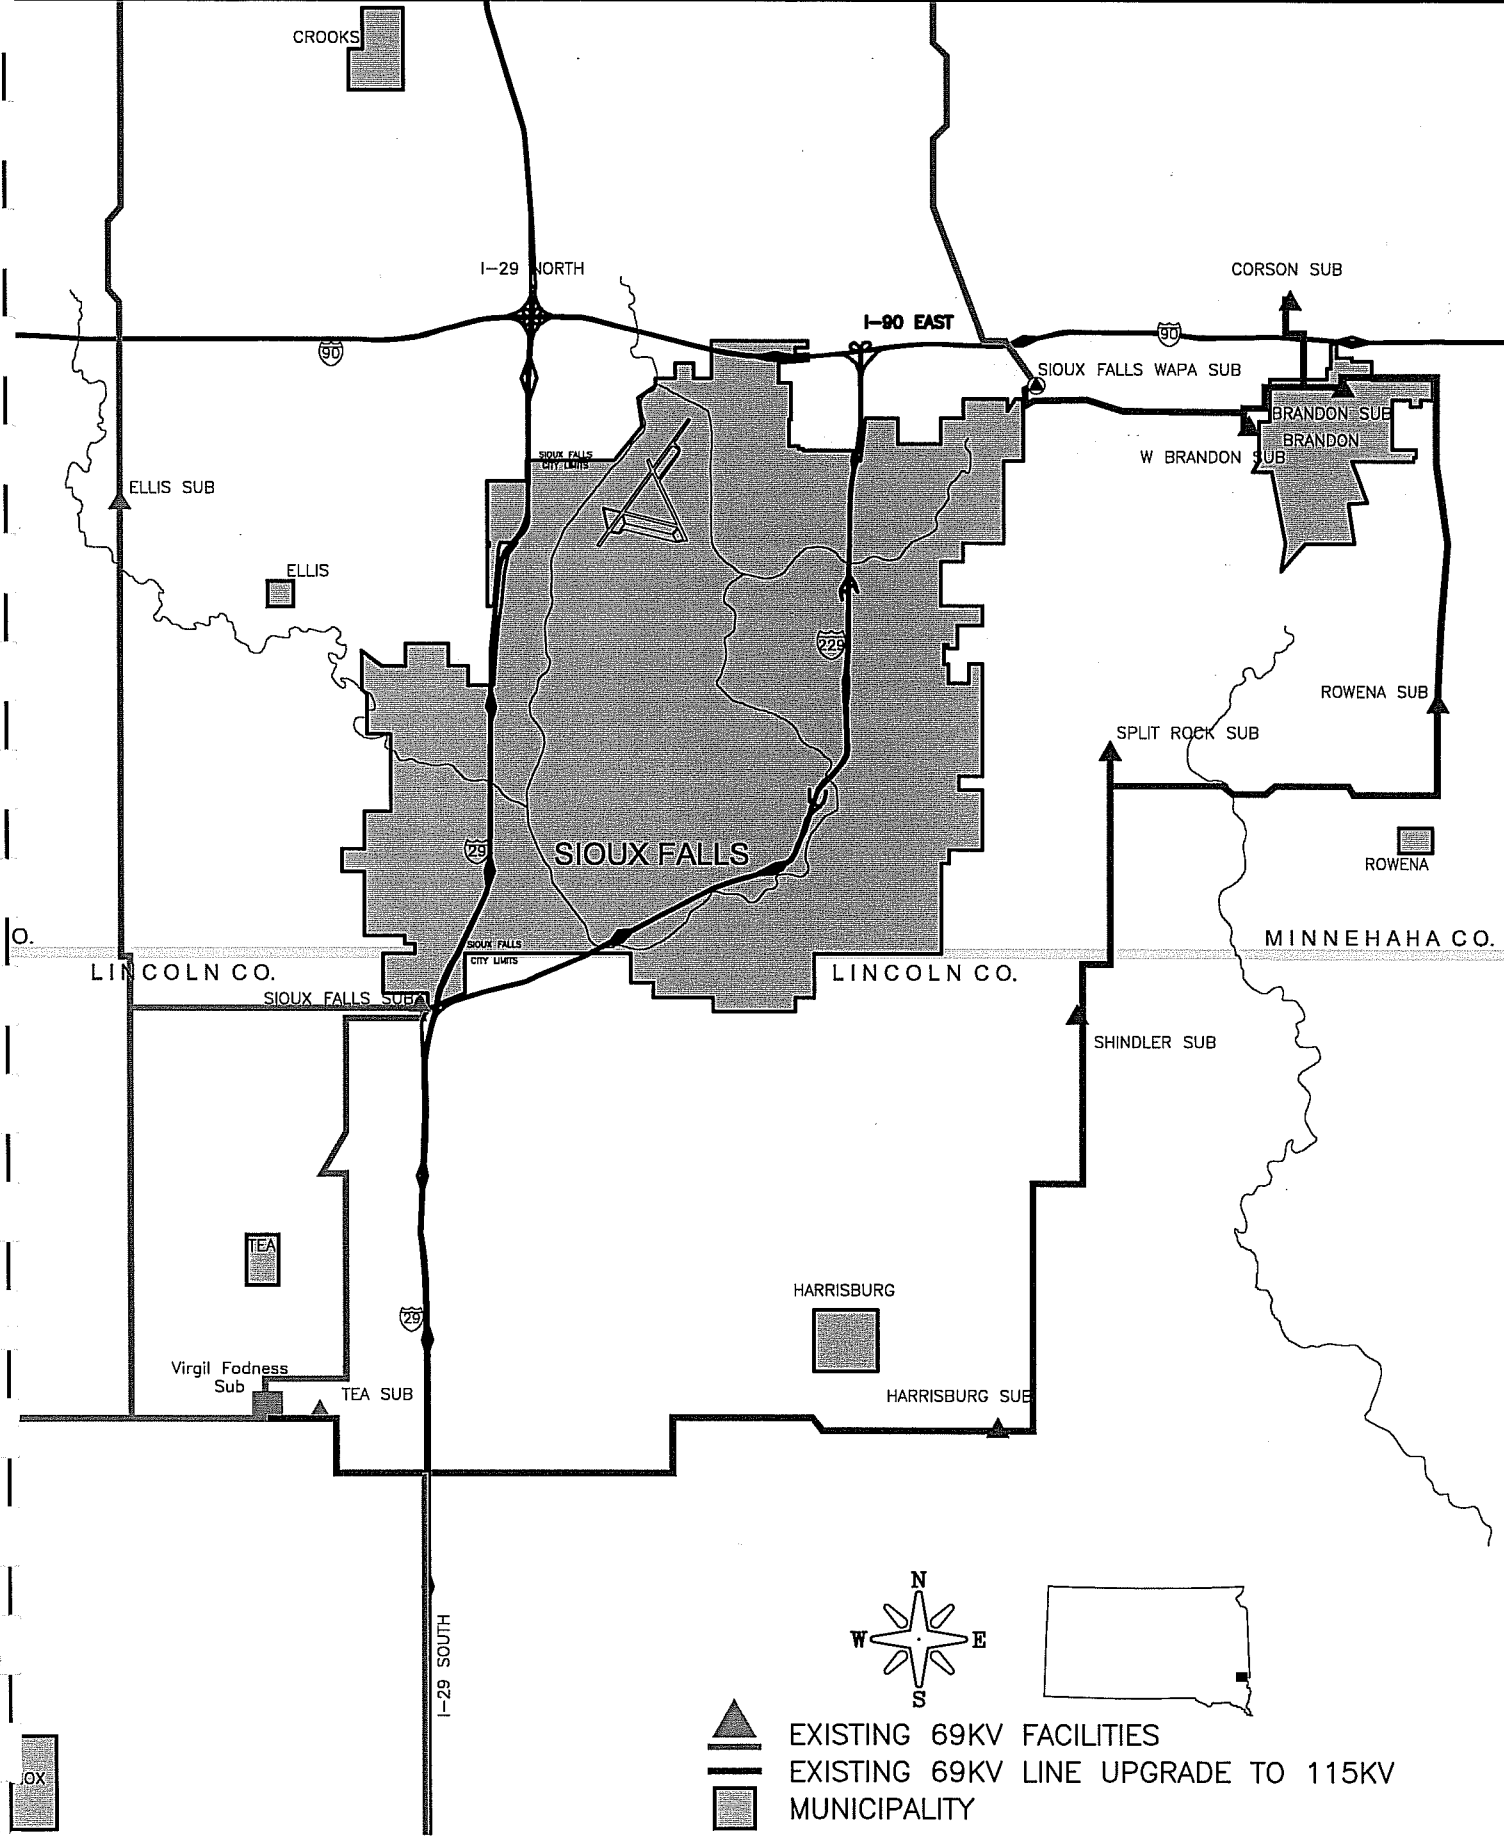 CROOKS
I-29 NORTH
CORSON SUB
I-90 EAST
90
90
SIOUX FALLS WAPA SUB
BRANDON SUB
BRANDON
W BRANDON SUB
SIOUX FALLS
CITY LIMITS
ELLIS SUB
ELLIS
229
ROWENA SUB
SPLIT ROCK SUB
29
SIOUX FALLS
ROWENA
O.
SIOUX FALLS
CITY LIMITS
MINNEHAHA CO.
LINCOLN CO.
LINCOLN CO.
SIOUX FALLS SUB
SHINDLER SUB
TEA
HARRISBURG
29
Virgil Fodness
Sub
TEA SUB
HARRISBURG SUB
N
W
E
S
I-29 SOUTH
EXISTING 69KV FACILITIES
EXISTING 69KV LINE UPGRADE TO 115KV
OX
MUNICIPALITY